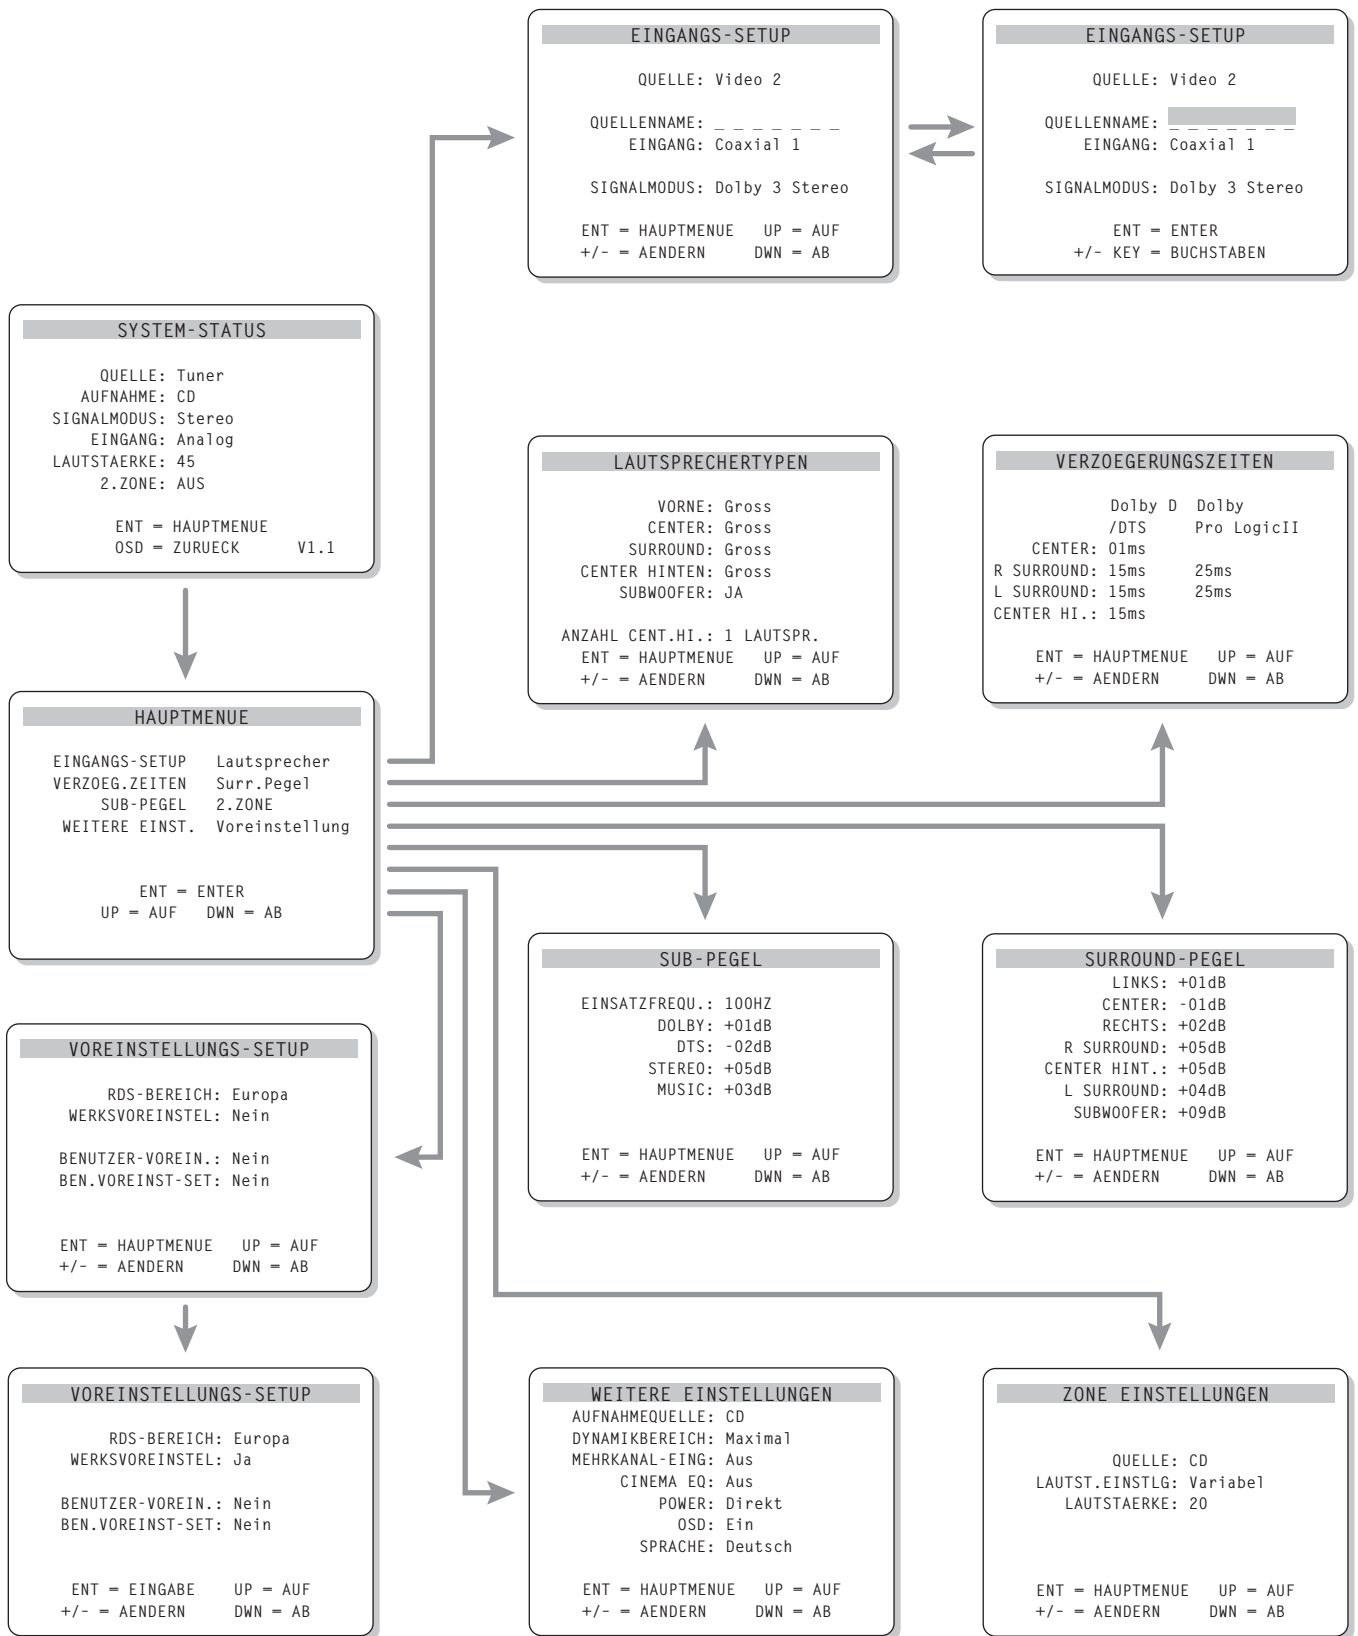 EINGANGS-SETUP
QUELLE: Video 2
QUELLENNAME: _ _ _ _ _ _ _
EINGANG: Coaxial 1
SIGNALMODUS: Dolby 3 Stereo
ENT = HAUPTMENUE UP = AUF
+/- = AENDERN DWN = AB
EINGANGS-SETUP
QUELLE: Video 2
QUELLENNAME: _ _ _ _ _ _ _
EINGANG: Coaxial 1
SIGNALMODUS: Dolby 3 Stereo
ENT = ENTER
+/- KEY = BUCHSTABEN
SYSTEM-STATUS
QUELLE: Tuner
AUFNAHME: CD
SIGNALMODUS: Stereo
EINGANG: Analog
LAUTSTAERKE: 45
2.ZONE: AUS
ENT = HAUPTMENUE
OSD = ZURUECK V1.1
LAUTSPRECHERTYPEN
VORNE: Gross
CENTER: Gross
SURROUND: Gross
CENTER HINTEN: Gross
SUBWOOFER: JA
ANZAHL CENT.HI.: 1 LAUTSPR.
ENT = HAUPTMENUE UP = AUF
+/- = AENDERN DWN = AB
VERZOEGERUNGSZEITEN
Dolby D Dolby
/DTS Pro LogicII
CENTER: 01ms
R SURROUND: 15ms 25ms
L SURROUND: 15ms 25ms
CENTER HI.: 15ms
ENT = HAUPTMENUE UP = AUF
+/- = AENDERN DWN = AB
HAUPTMENUE
EINGANGS-SETUP Lautsprecher
VERZOEG.ZEITEN Surr.Pegel
SUB-PEGEL 2.ZONE
WEITERE EINST. Voreinstellung
ENT = ENTER
UP = AUF DWN = AB
SUB-PEGEL
EINSATZFREQU.: 100HZ
DOLBY: +01dB
DTS: -02dB
STEREO: +05dB
MUSIC: +03dB
ENT = HAUPTMENUE UP = AUF
+/- = AENDERN DWN = AB
SURROUND-PEGEL
LINKS: +01dB
CENTER: -01dB
RECHTS: +02dB
R SURROUND: +05dB
CENTER HINT.: +05dB
L SURROUND: +04dB
SUBWOOFER: +09dB
ENT = HAUPTMENUE UP = AUF
+/- = AENDERN DWN = AB
VOREINSTELLUNGS-SETUP
RDS-BEREICH: Europa
WERKSVOREINSTEL: Nein
BENUTZER-VOREIN.: Nein
BEN.VOREINST-SET: Nein
ENT = HAUPTMENUE UP = AUF
+/- = AENDERN DWN = AB
VOREINSTELLUNGS-SETUP
RDS-BEREICH: Europa
WERKSVOREINSTEL: Ja
BENUTZER-VOREIN.: Nein
BEN.VOREINST-SET: Nein
ENT = EINGABE UP = AUF
+/- = AENDERN DWN = AB
WEITERE EINSTELLUNGEN
AUFNAHMEQUELLE: CD
DYNAMIKBEREICH: Maximal
MEHRKANAL-EING: Aus
CINEMA EQ: Aus
POWER: Direkt
OSD: Ein
SPRACHE: Deutsch
ENT = HAUPTMENUE UP = AUF
+/- = AENDERN DWN = AB
ZONE EINSTELLUNGEN
QUELLE: CD
LAUTST.EINSTLG: Variabel
LAUTSTAERKE: 20
ENT = HAUPTMENUE UP = AUF
+/- = AENDERN DWN = AB